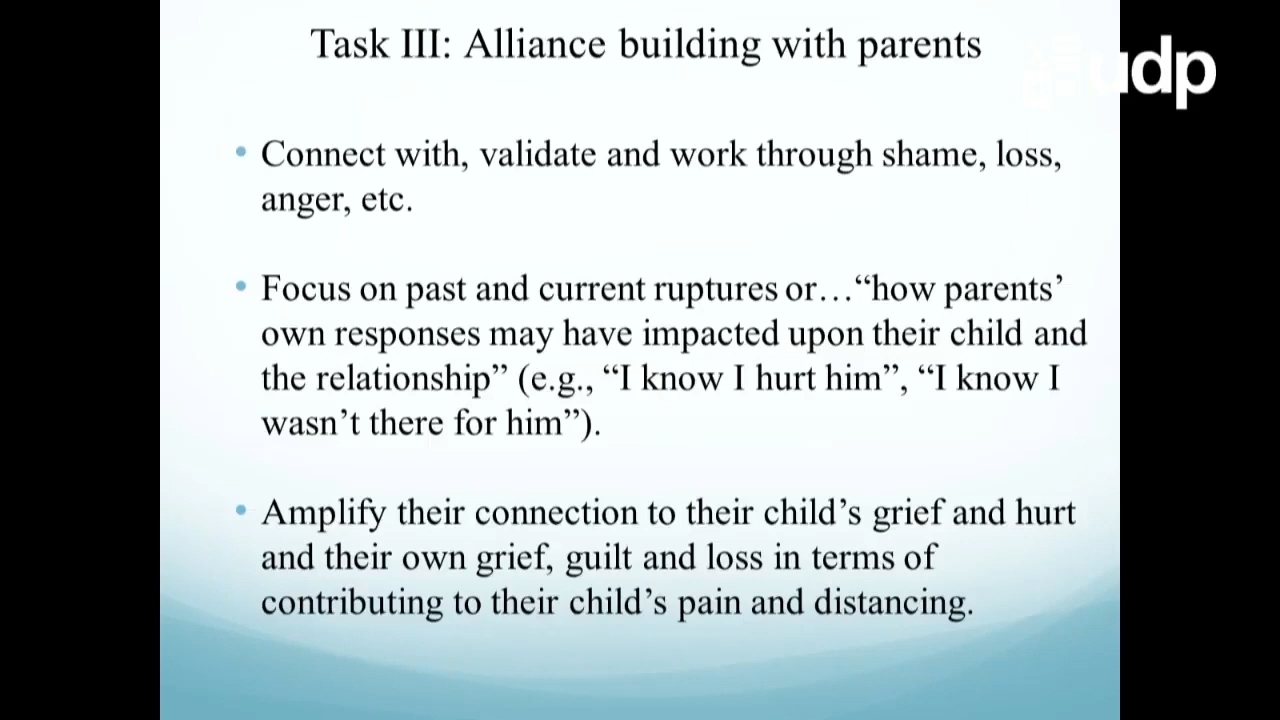 Task III: Alliance building with parents
udp
• Connect with, validate and work through shame, loss,
anger, etc.
• Focus on past and current ruptures or…“how parents’
own responses may have impacted upon their child and
the relationship” (e.g., “I know I hurt him”, “I know I
wasn’t there for him”).
• Amplify their connection to their child’s grief and hurt
and their own grief, guilt and loss in terms of
contributing to their child’s pain and distancing.